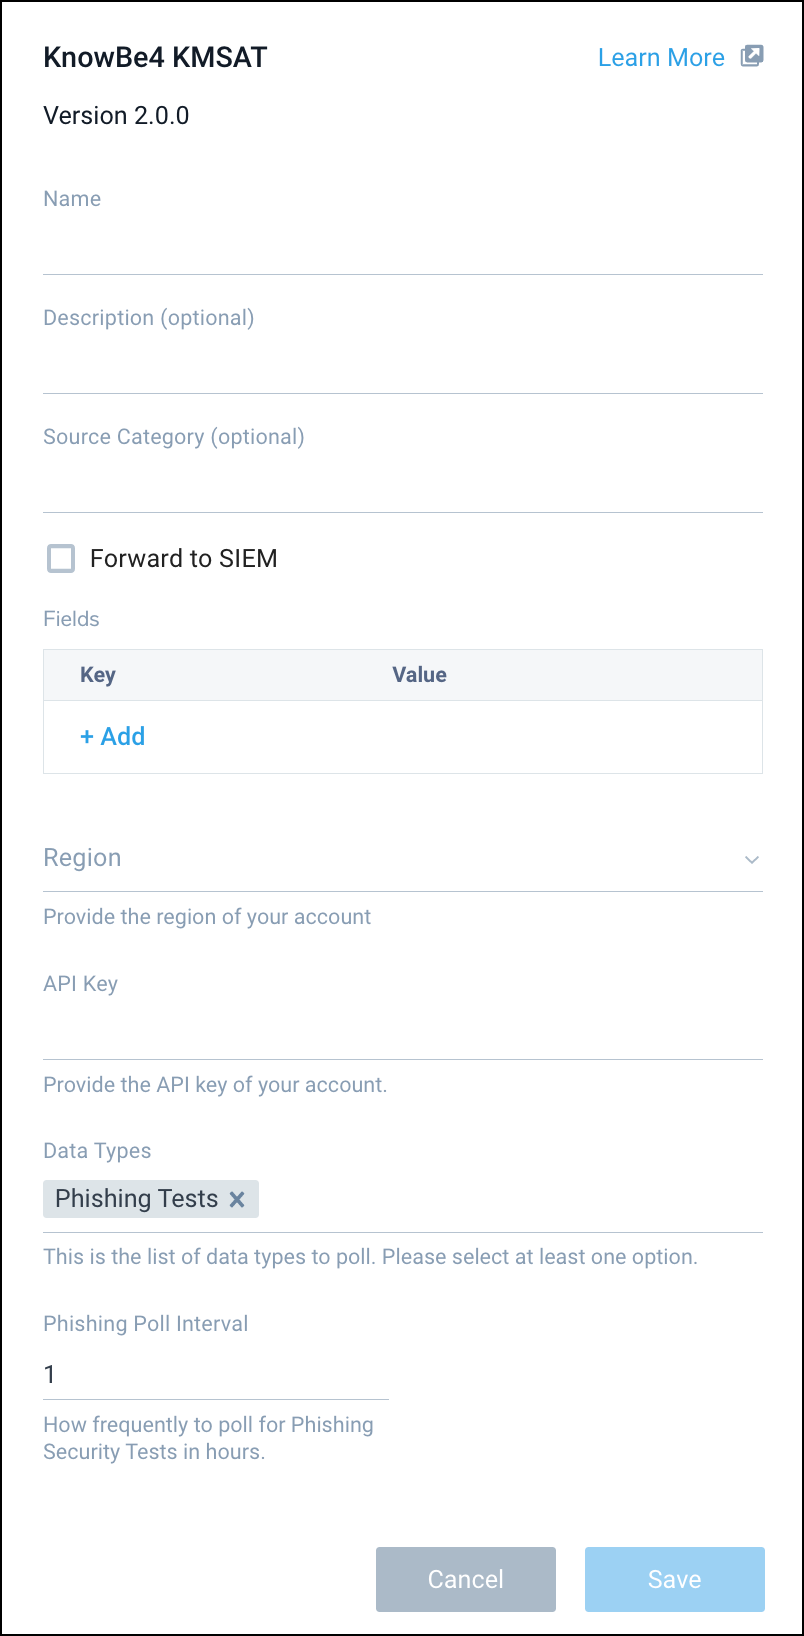 KnowBe4 KMSAT
Learn More
Version 2.0.0
Name
Description (optional)
Source Category (optional)
Forward to SIEM
Fields
Key Value
+ Add
Region
Provide the region of your account
API Key
Provide the API key of your account.
Data Types
Phishing Tests
This is the list of data types to poll. Please select at least one option.
Phishing Poll Interval
1
How frequently to poll for Phishing
Security Tests in hours.
Cancel Save